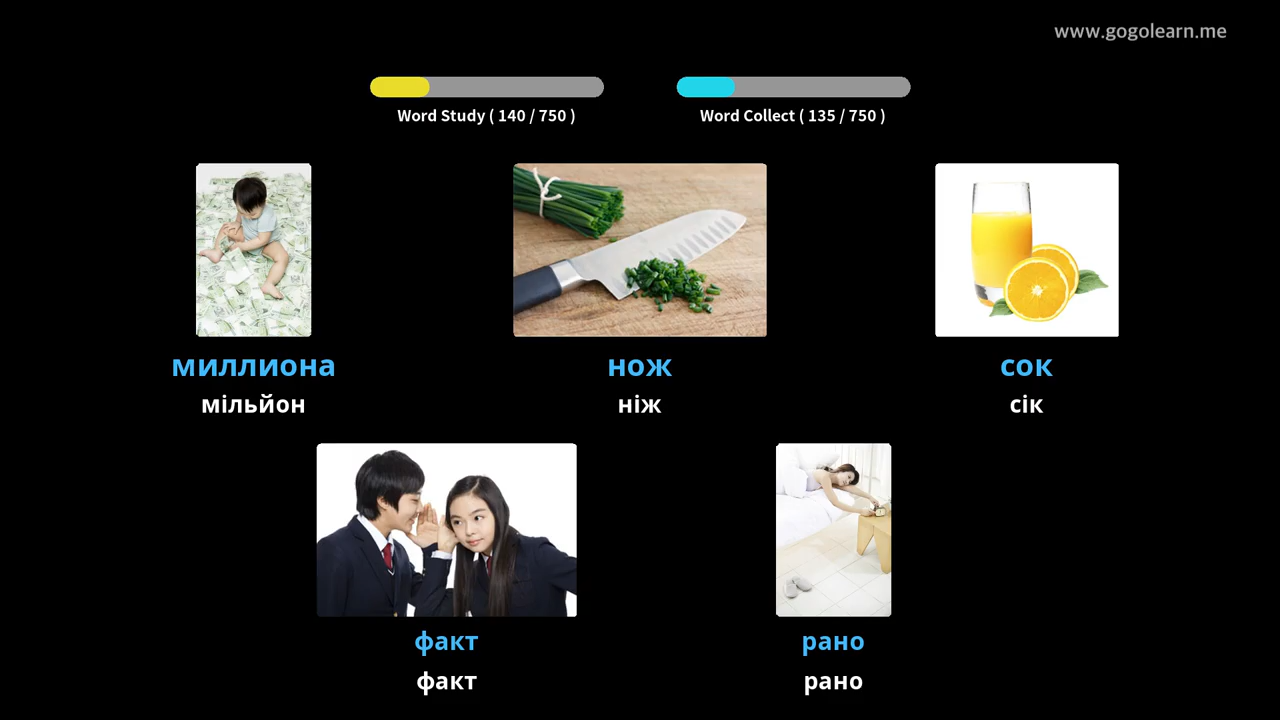 www.gogolearn.me
Word Study ( 140 / 750 )
Word Collect ( 135 / 750 )
миллиона
нож
сок
мільйон
ніж
сік
факт
рано
факт
рано